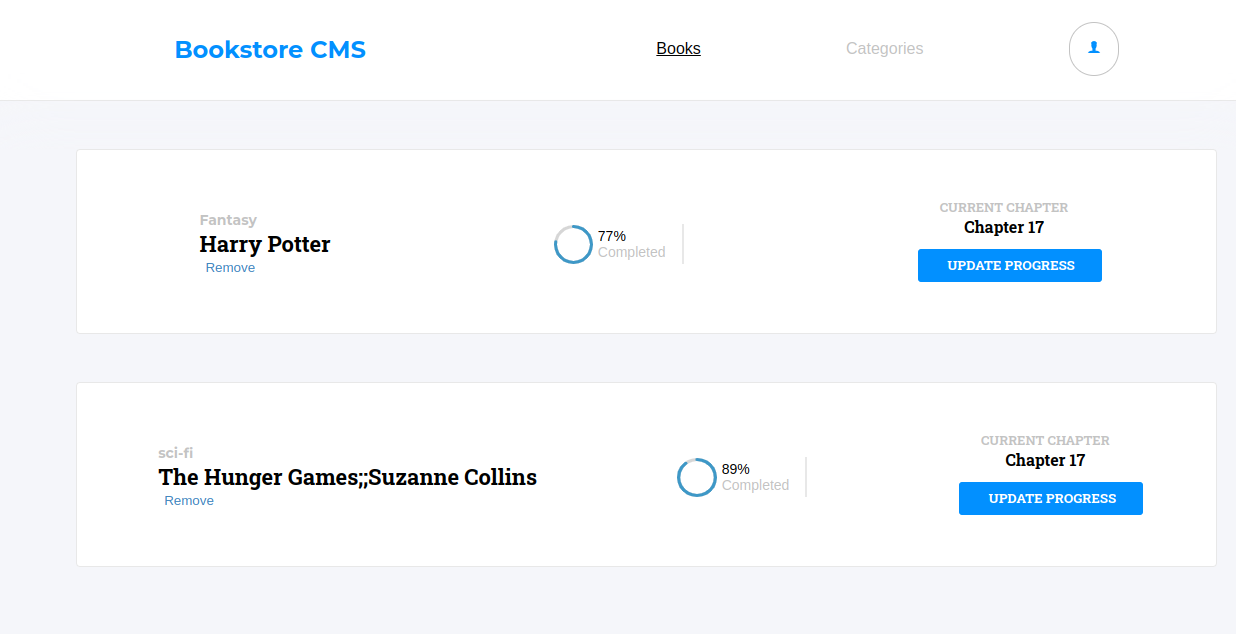 Bookstore CMS
Books
Categories
Fantasy
Harry Potter
Remove
77%
Completed
CURRENT CHAPTER
Chapter 17
UPDATE PROGRESS
sci-fi
The Hunger Games;;Suzanne Collins
Remove
89%
Completed
CURRENT CHAPTER
Chapter 17
UPDATE PROGRESS